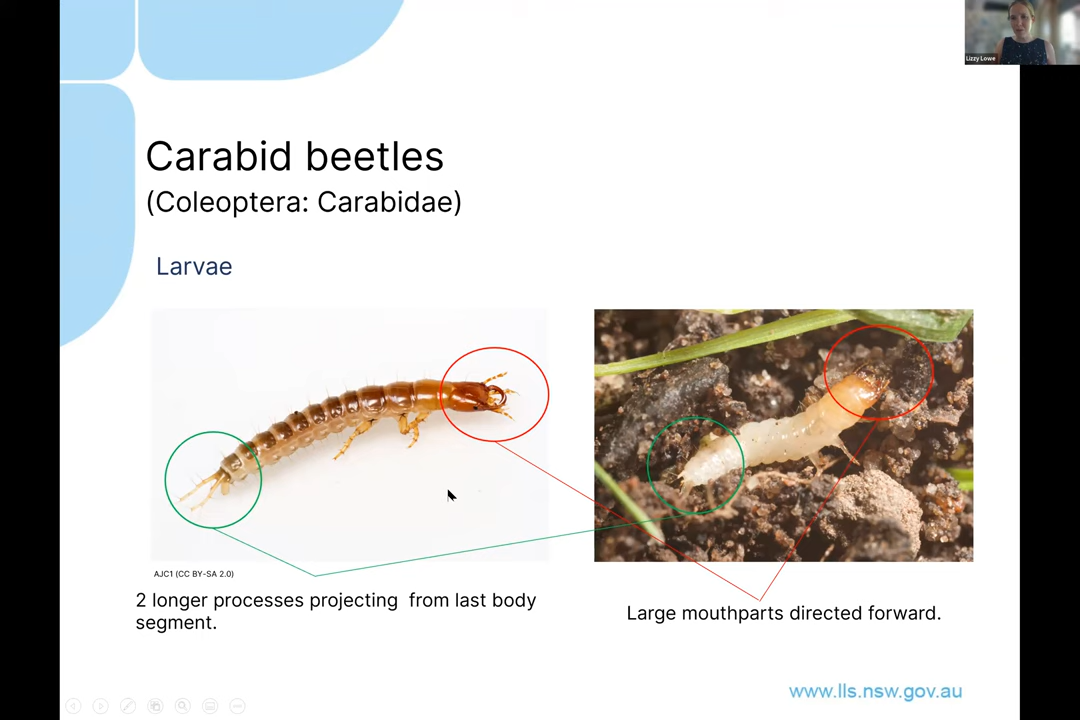 Lizzy Lowe
Carabid beetles
(Coleoptera: Carabidae)
Larvae
AJC1 (CC BY-SA 2.0)
2 longer processes projecting from last body
segment.
Large mouthparts directed forward.
www.lls.nsw.gov.au